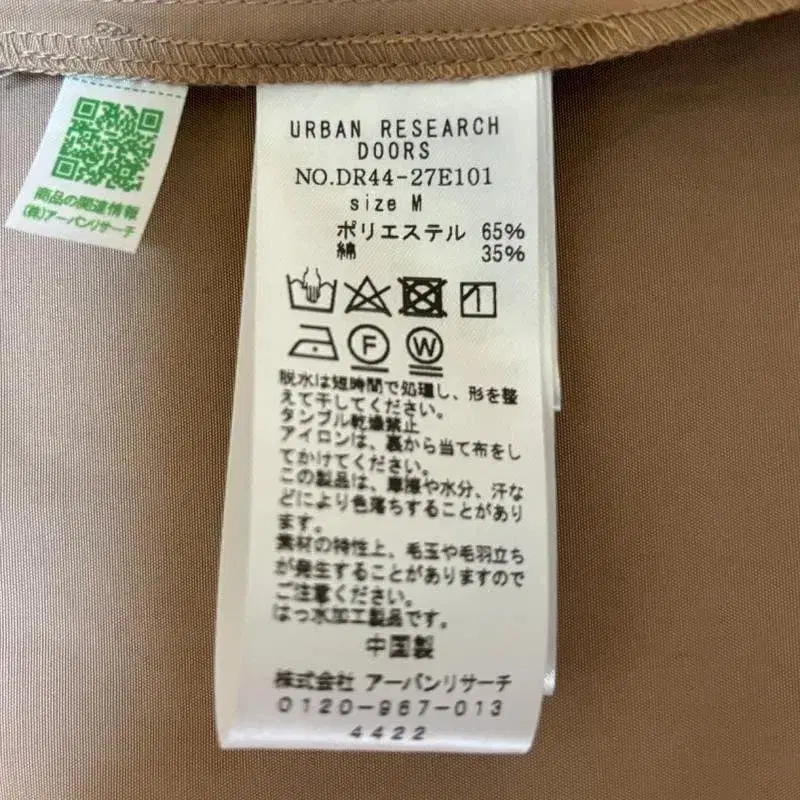 商品の関連情報
(株)アーバンリサーチ
URBAN RESEARCH
DOORS
NO.DR44-27E101
size M
ポリエステル 65%
綿 35%
F W
脱水は短時間で処理し、形を整
えて干してください。
タンブル乾燥禁止
アイロンは、裏から当て布をし
てかけてください。
この製品は、摩擦や水分、汗な
どにより色落ちすることがあり
ます。
素材の特性上、毛玉や毛羽立ち
が発生することがありますので
ご注意ください。
はっ水加工製品です。
中国製
株式会社 アーバンリサーチ
0120-967-013
4422